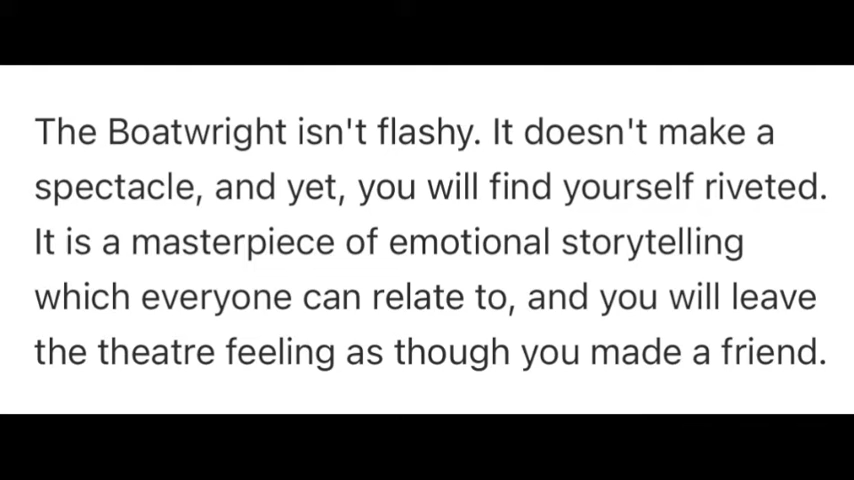 The Boatwright isn't flashy. It doesn't make a
spectacle, and yet, you will find yourself riveted.
It is a masterpiece of emotional storytelling
which everyone can relate to, and you will leave
the theatre feeling as though you made a friend.